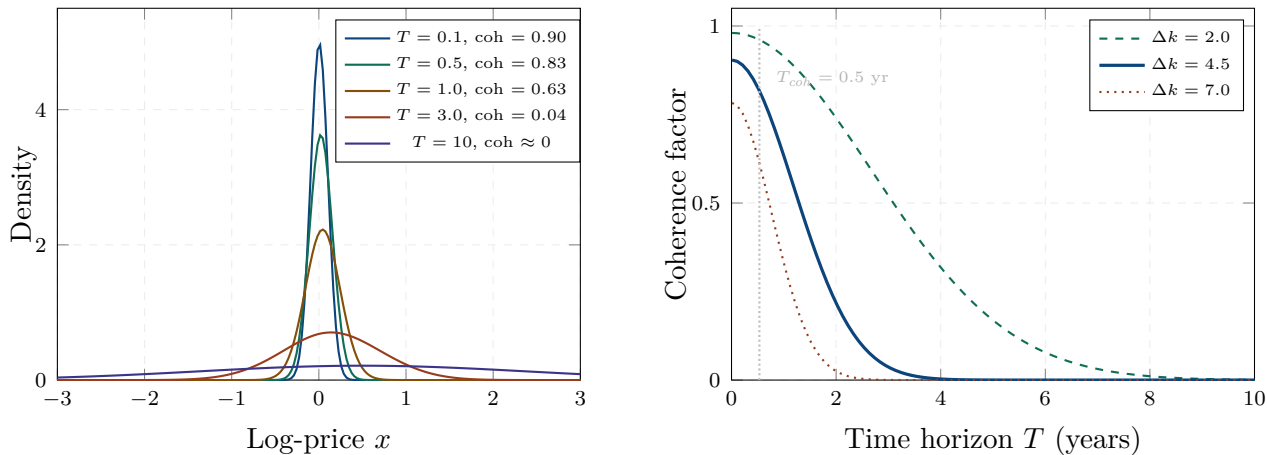 T = 0.1, coh = 0.90
T = 0.5, coh = 0.83
T = 1.0, coh = 0.63
T = 3.0, coh = 0.04
T = 10, coh ≈ 0
Density
4
2
0
−3 −2 −1 0 1 2 3
Log-price x
Δk = 2.0
Δk = 4.5
Δk = 7.0
T_coh = 0.5 yr
Coherence factor
1
0.5
0
0 2 4 6 8 10
Time horizon T (years)